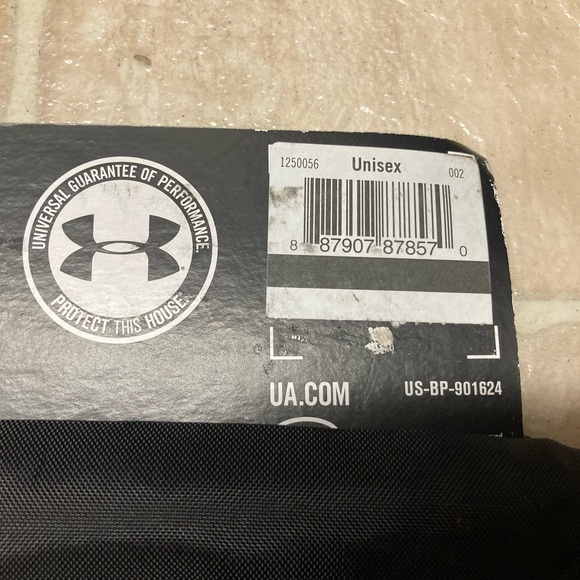 1250056 Unisex 002
8 87907 87857 0
UNIVERSAL GUARANTEE OF PERFORMANCE.
PROTECT THIS HOUSE.
UA.COM
US-BP-901624